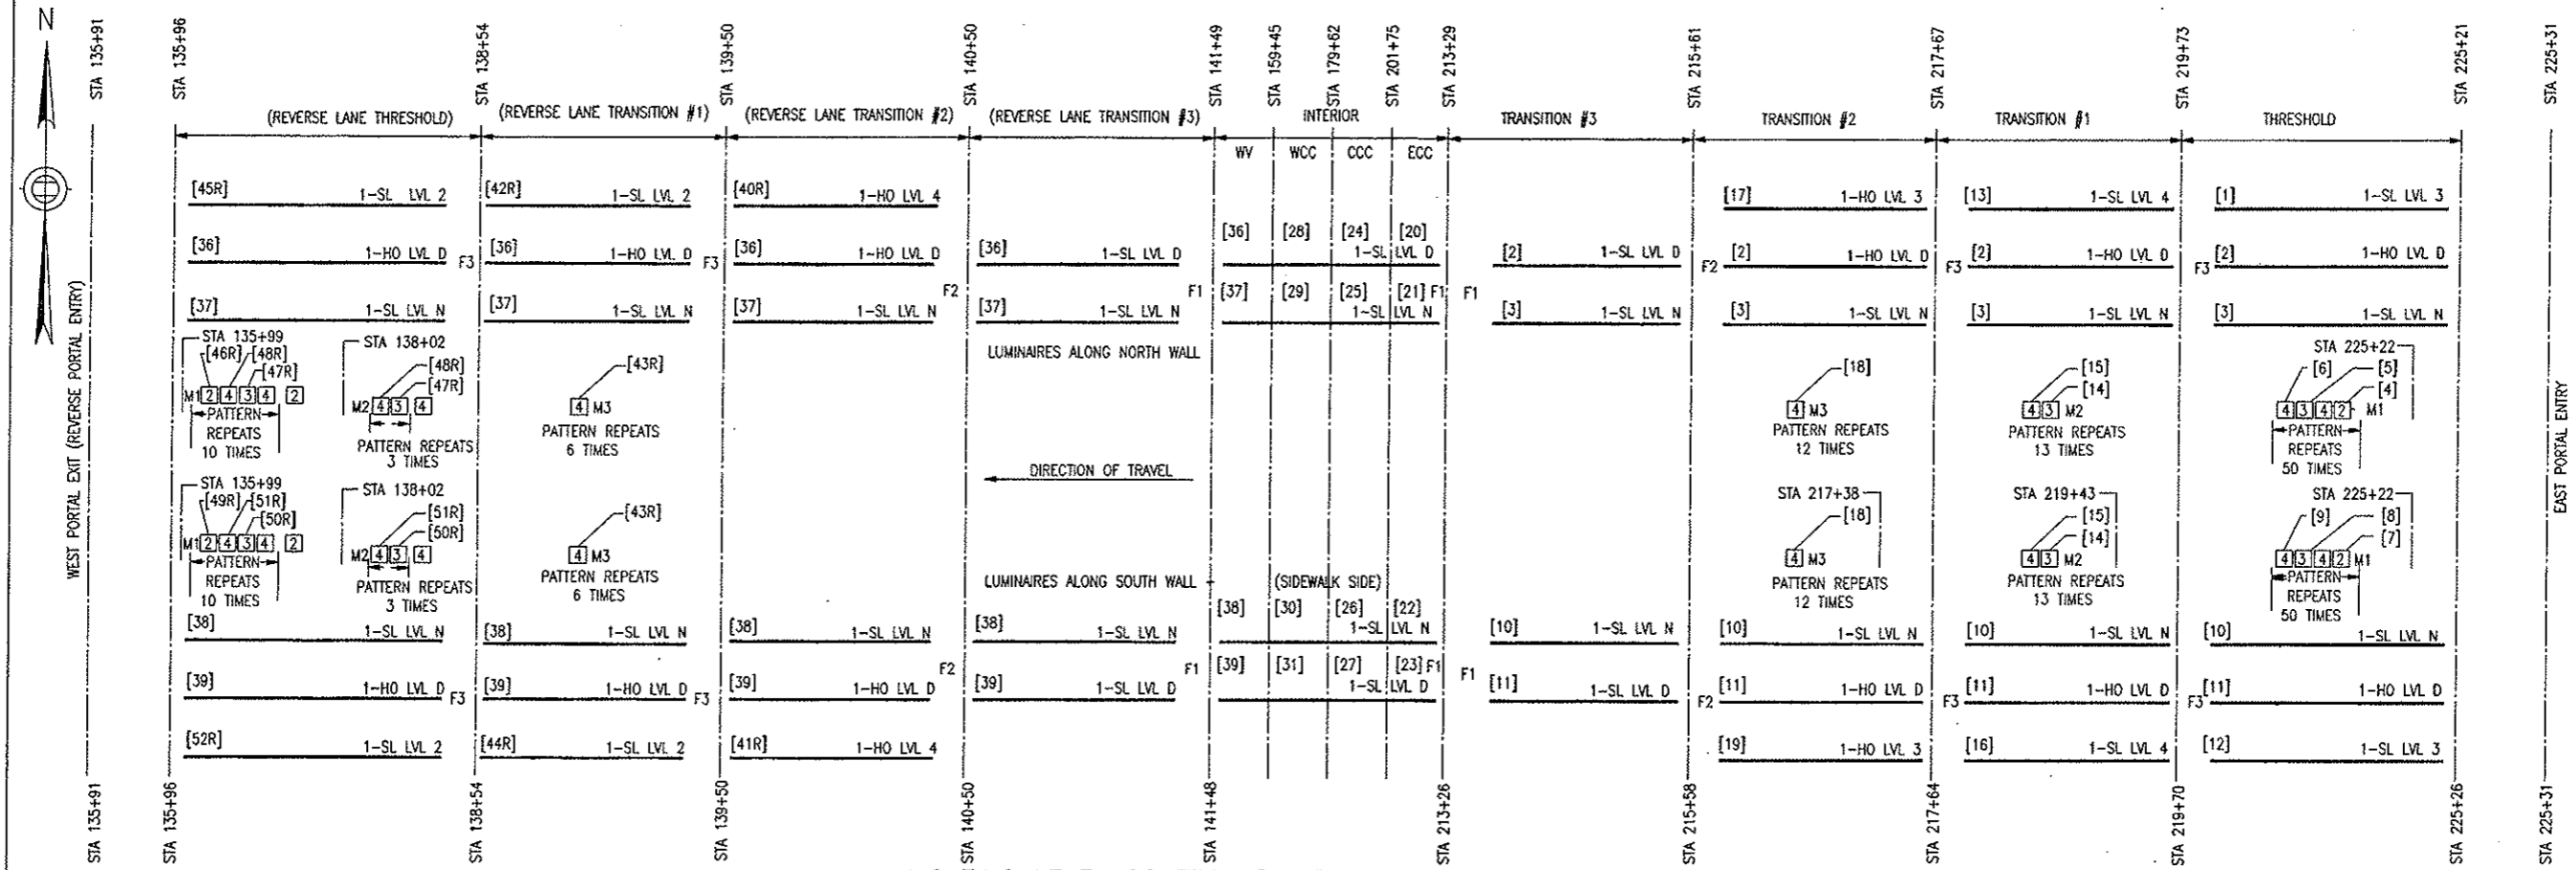 N
STA 135+91
STA 135+96
STA 138+54
STA 139+50
STA 140+50
STA 141+49
STA 159+45
STA 179+62
STA 201+75
STA 213+29
STA 215+61
STA 217+67
STA 219+73
STA 225+21
STA 225+31
(REVERSE LANE THRESHOLD)
(REVERSE LANE TRANSITION #1)
(REVERSE LANE TRANSITION #2)
(REVERSE LANE TRANSITION #3)
INTERIOR
TRANSITION #3
TRANSITION #2
TRANSITION #1
THRESHOLD
WV WCC CCC ECC
[45R] 1-SL LVL 2
[42R] 1-SL LVL 2
[40R] 1-HO LVL 4
[17] 1-HO LVL 3
[13] 1-SL LVL 4
[1] 1-SL LVL 3
[36] 1-HO LVL D F3
[36] 1-HO LVL D F3
[36] 1-HO LVL D
[36] 1-SL LVL D
[36] [28] [24] [20]
1-SL LVL D
[2] 1-SL LVL D
F2 [2] 1-HO LVL D
F3 [2] 1-HO LVL D
F3 [2] 1-HO LVL D
[37] 1-SL LVL N
[37] 1-SL LVL N
[37] 1-SL LVL N
F2
[37] 1-SL LVL N
F1
[37] [29] [25] [21] F1
1-SL LVL N
F1
[3] 1-SL LVL N
[3] 1-SL LVL N
[3] 1-SL LVL N
[3] 1-SL LVL N
STA 135+99
[46R] [48R]
[47R]
M1 2 4 3 4 2
PATTERN
REPEATS
10 TIMES
STA 138+02
[48R]
[47R]
M2 4 3 4
PATTERN REPEATS
3 TIMES
[43R]
4 M3
PATTERN REPEATS
6 TIMES
LUMINAIRES ALONG NORTH WALL
[18]
4 M3
PATTERN REPEATS
12 TIMES
[15]
[14]
4 3 M2
PATTERN REPEATS
13 TIMES
STA 225+22
[6] [5]
[4]
4 3 4 2 M1
PATTERN
REPEATS
50 TIMES
WEST PORTAL EXIT (REVERSE PORTAL ENTRY)
DIRECTION OF TRAVEL
EAST PORTAL ENTRY
STA 135+99
[49R] [51R]
[50R]
M1 2 4 3 4 2
PATTERN
REPEATS
10 TIMES
STA 138+02
[51R]
[50R]
M2 4 3 4
PATTERN REPEATS
3 TIMES
[43R]
4 M3
PATTERN REPEATS
6 TIMES
LUMINAIRES ALONG SOUTH WALL
(SIDEWALK SIDE)
STA 217+38
[18]
4 M3
PATTERN REPEATS
12 TIMES
STA 219+43
[15]
[14]
4 3 M2
PATTERN REPEATS
13 TIMES
STA 225+22
[9] [8]
[7]
4 3 4 2 M1
PATTERN
REPEATS
50 TIMES
[38] 1-SL LVL N
[38] 1-SL LVL N
[38] 1-SL LVL N
[38] 1-SL LVL N
[38] [30] [26] [22]
1-SL LVL N
[10] 1-SL LVL N
[10] 1-SL LVL N
[10] 1-SL LVL N
[10] 1-SL LVL N
[39] 1-HO LVL D F3
[39] 1-HO LVL D F3
[39] 1-HO LVL D
F2
[39] 1-SL LVL D
F1
[39] [31] [27] [23] F1
1-SL LVL D
F1
[11] 1-SL LVL D
F2 [11] 1-HO LVL D
F3 [11] 1-HO LVL D
F3 [11] 1-HO LVL D
[52R] 1-SL LVL 2
[44R] 1-SL LVL 2
[41R] 1-HO LVL 4
[19] 1-HO LVL 3
[16] 1-SL LVL 4
[12] 1-SL LVL 3
STA 135+91
STA 135+96
STA 138+54
STA 139+50
STA 140+50
STA 141+48
STA 213+26
STA 215+58
STA 217+64
STA 219+70
STA 225+26
STA 225+31